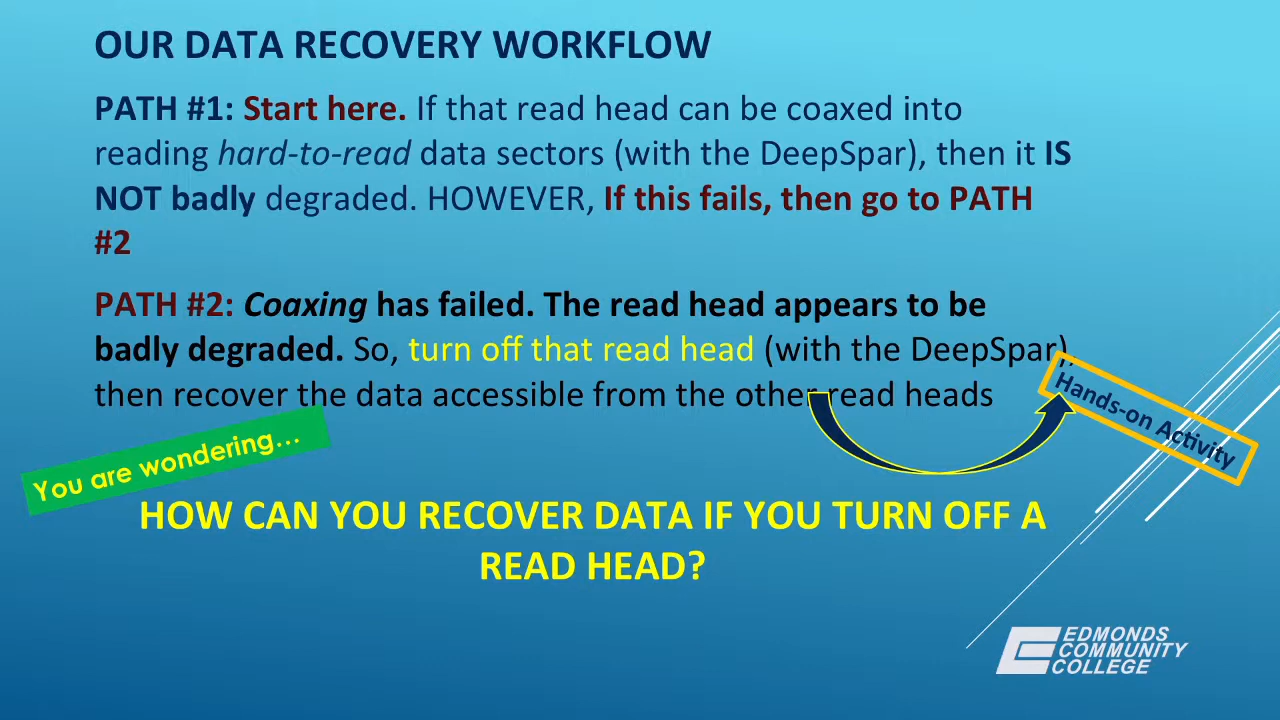 OUR DATA RECOVERY WORKFLOW
PATH #1: Start here. If that read head can be coaxed into
reading hard-to-read data sectors (with the DeepSpar), then it IS
NOT badly degraded. HOWEVER, If this fails, then go to PATH
#2
PATH #2: Coaxing has failed. The read head appears to be
badly degraded. So, turn off that read head (with the DeepSpar),
then recover the data accessible from the other read heads
Hands-on Activity
You are wondering…
HOW CAN YOU RECOVER DATA IF YOU TURN OFF A
READ HEAD?
EDMONDS
COMMUNITY
COLLEGE